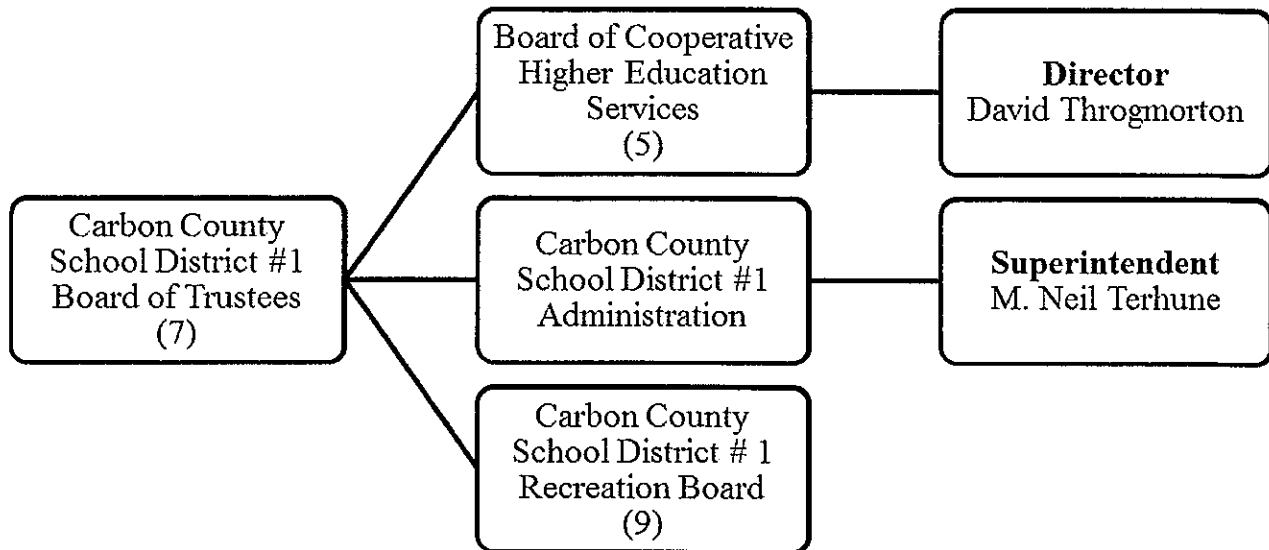 Board of Cooperative
Higher Education
Services
(5)
Director
David Throgmorton
Carbon County
School District #1
Board of Trustees
(7)
Carbon County
School District #1
Administration
Superintendent
M. Neil Terhune
Carbon County
School District # 1
Recreation Board
(9)